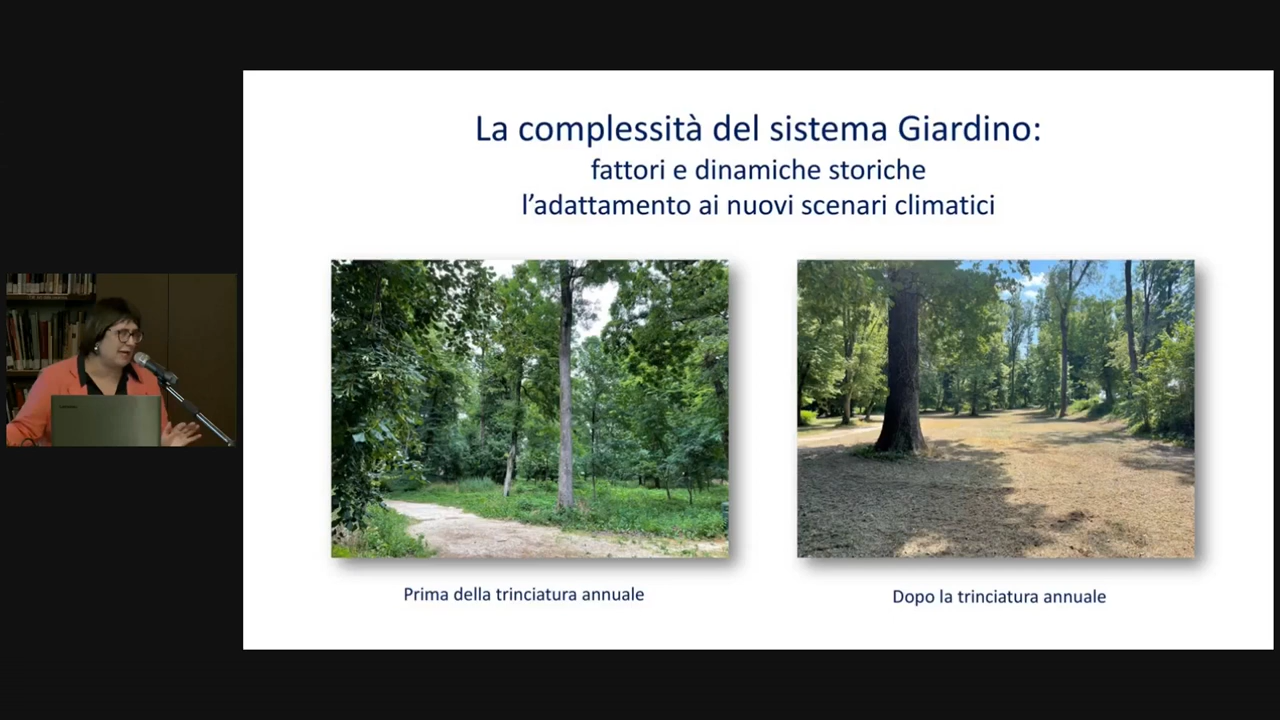 La complessità del sistema Giardino:
fattori e dinamiche storiche
l’adattamento ai nuovi scenari climatici
Prima della trinciatura annuale
Dopo la trinciatura annuale